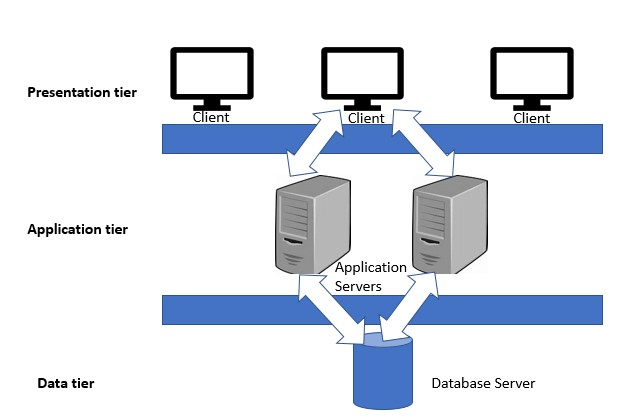 Presentation tier
Client
Client
Client
Application tier
Application
Servers
Data tier
Database Server